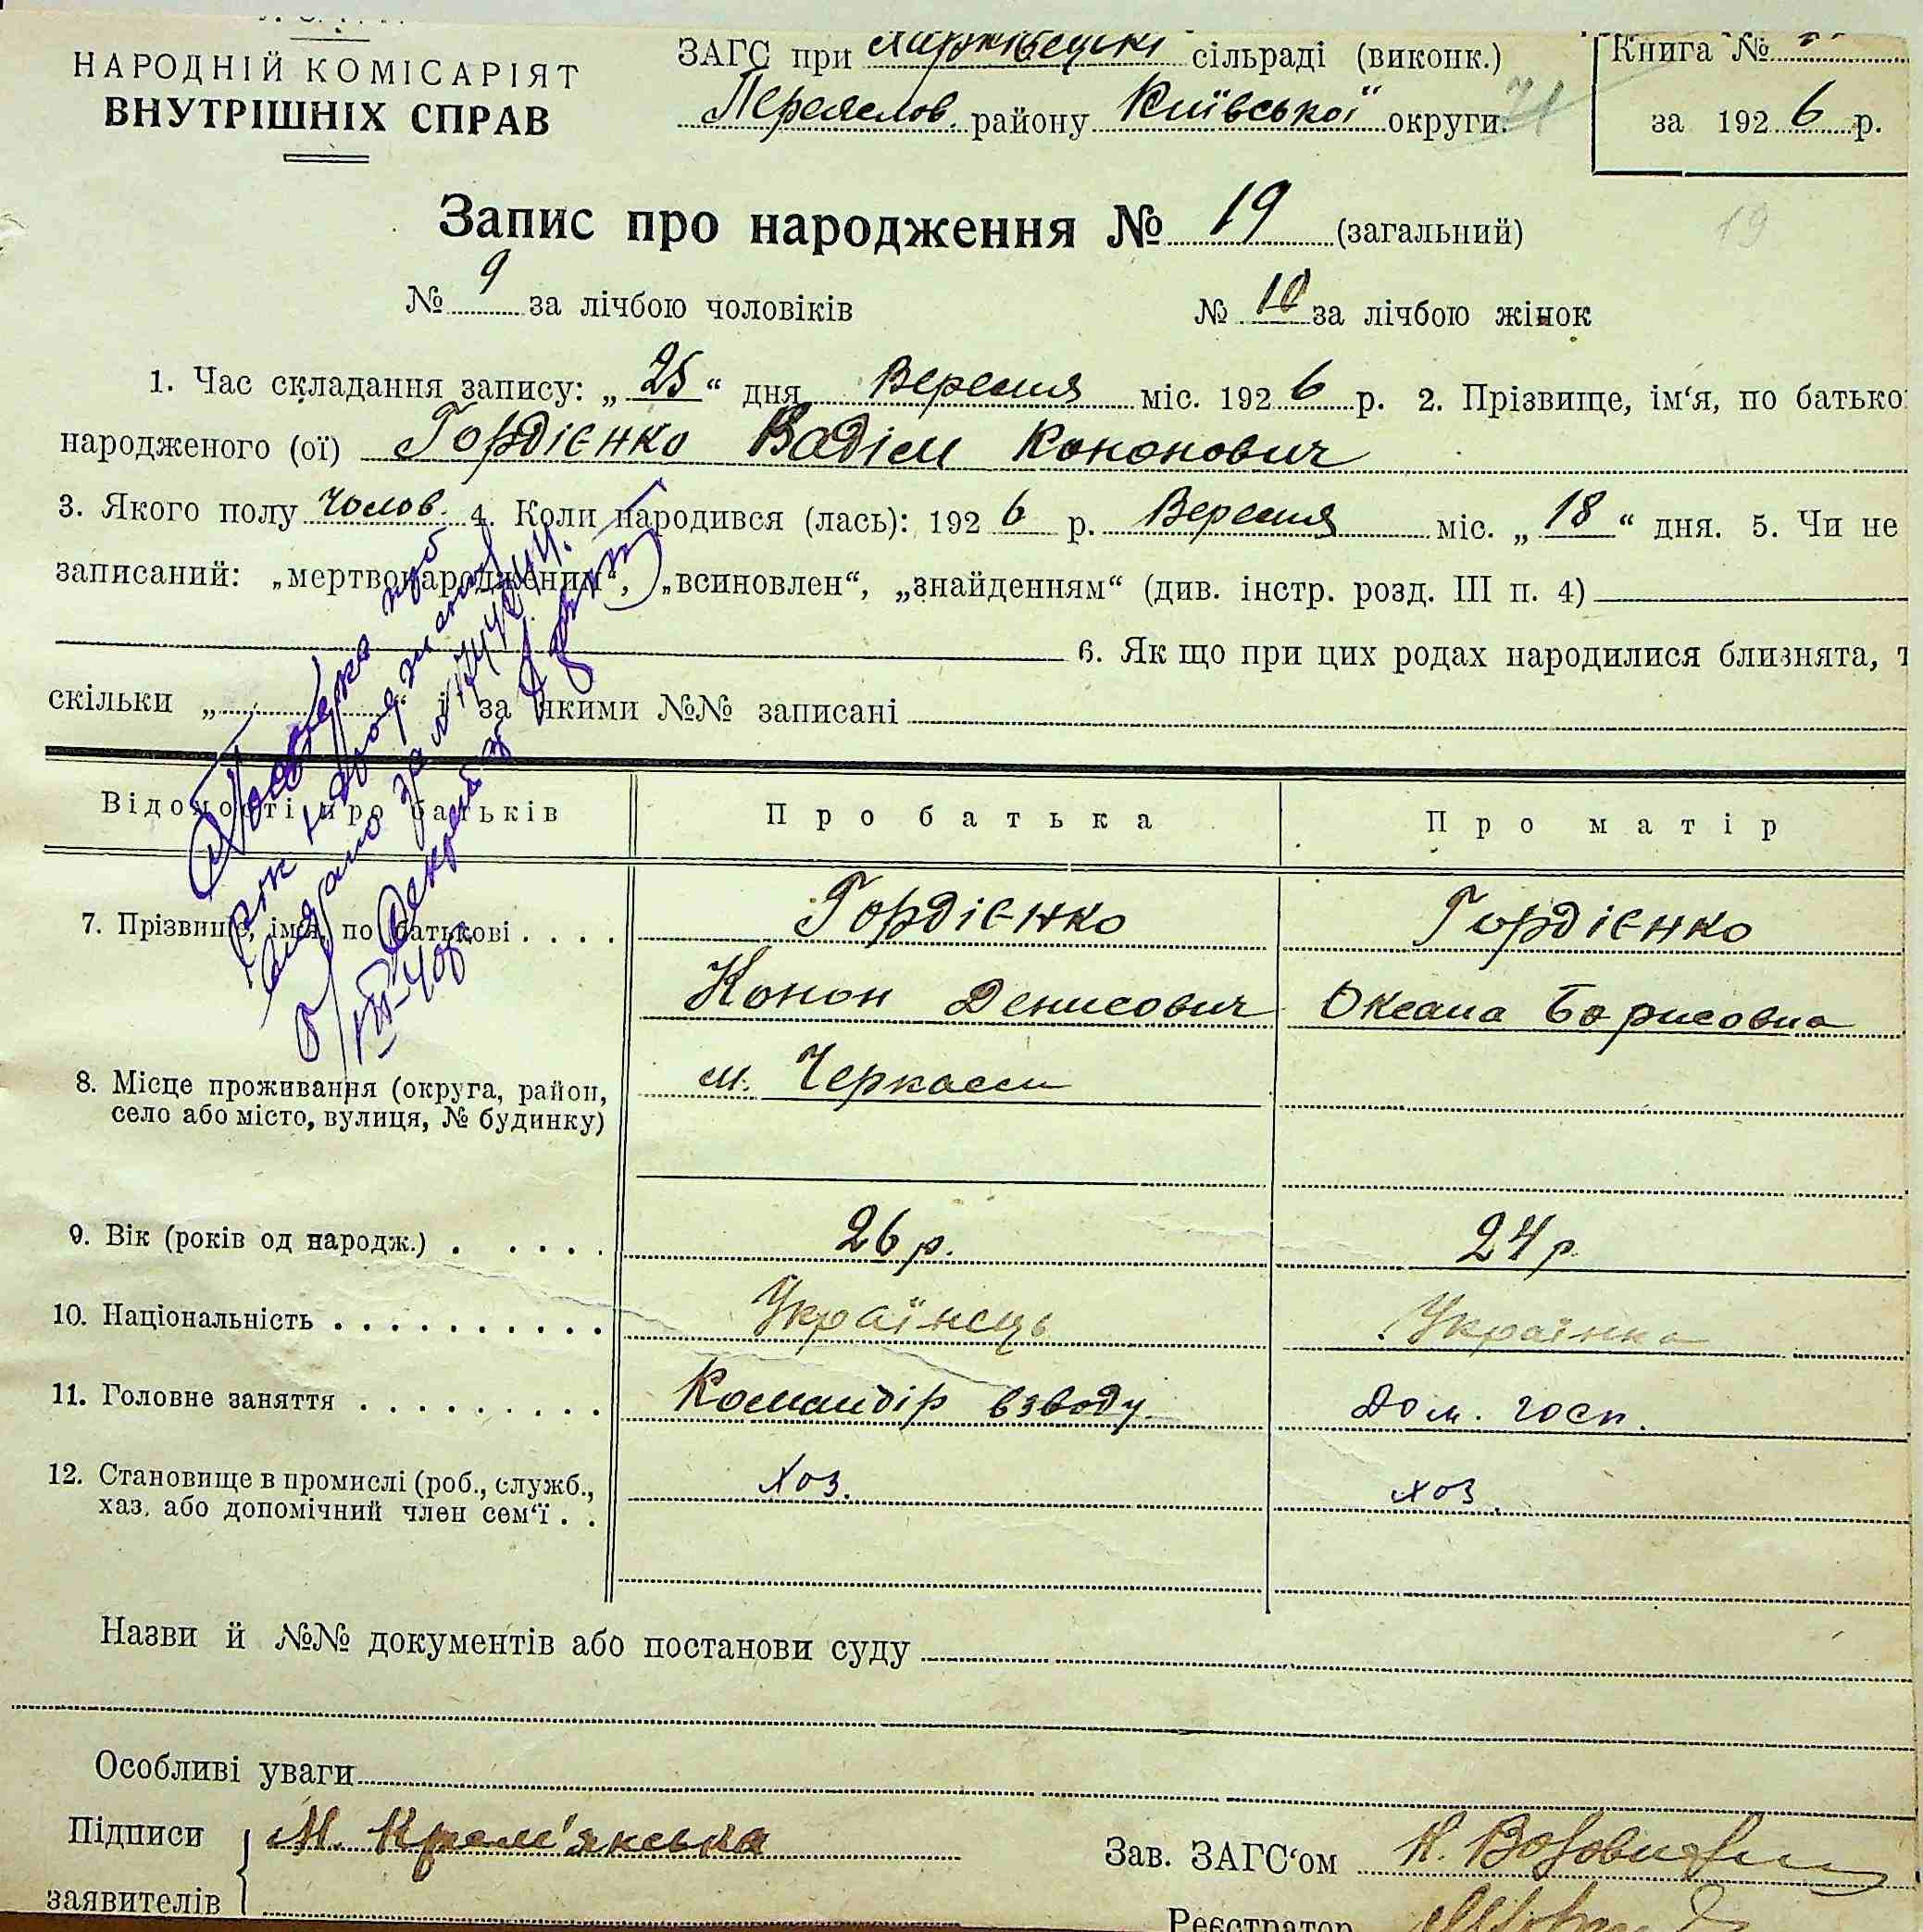 НАРОДНІЙ КОМІСАРІЯТ
ВНУТРІШНІХ СПРАВ
ЗАГС при сільраді (виконк.)
Переяслов. району Київської округи.
Книга №
за 1926 р.
Запис про народження № 19 (загальний)
19
№ 9 за лічбою чоловіків № 10 за лічбою жінок
1. Час складання запису: „25“ дня Вересня міс. 1926 р. 2. Прізвище, ім‘я, по батько
народженого (ої) Гордієнко Вадім Кононович
3. Якого полу чолов. 4. Коли народився (лась): 1926 р. Вересня міс. „18“ дня. 5. Чи не
записаний: „мертвонародженим“, „всиновлен“, „знайденням“ (див. інстр. розд. III п. 4)
6. Як що при цих родах народилися близнята, т
скільки „ “ і за якими №№ записані
Відомості про батьків
Про батька
Про матір
7. Прізвище, ім‘я, по батькові . . . .
Гордієнко
Конон Денисович
Гордієнко
Оксана Борисовна
8. Місце проживання (округа, район,
село або місто, вулиця, № будинку)
м. Черкаси
9. Вік (років од народж.) . . . . .
26 р.
24 р.
10. Національність . . . . . . . . . .
Українець
Українка
11. Головне заняття . . . . . . . . .
Командір взводу.
Дом. госп.
12. Становище в промислі (роб., служб.,
хаз. або допомічний член сем‘ї . .
хоз.
хоз.
Назви й №№ документів або постанови суду
Особливі уваги
Підписи
заявителів
М. Крем'янська
Зав. ЗАГС‘ом
Реєстратор